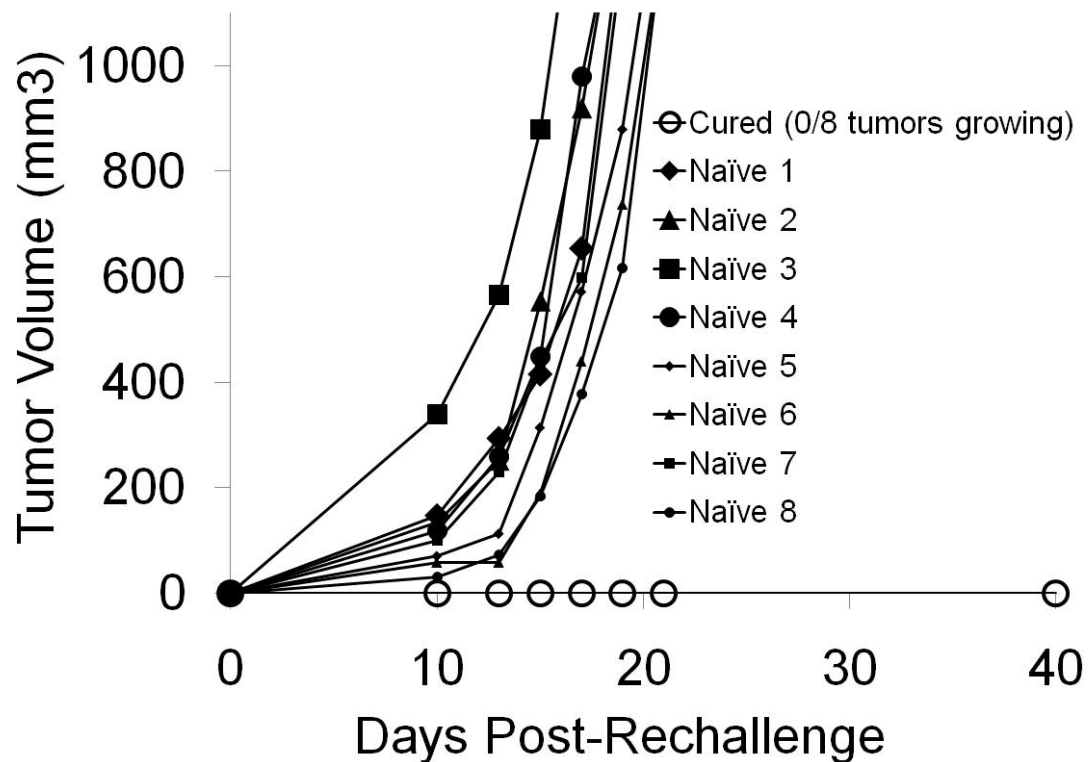 Tumor Volume (mm3)
1000
800
600
400
200
0
0 10 20 30 40
Days Post-Rechallenge
Cured (0/8 tumors growing)
Naïve 1
Naïve 2
Naïve 3
Naïve 4
Naïve 5
Naïve 6
Naïve 7
Naïve 8